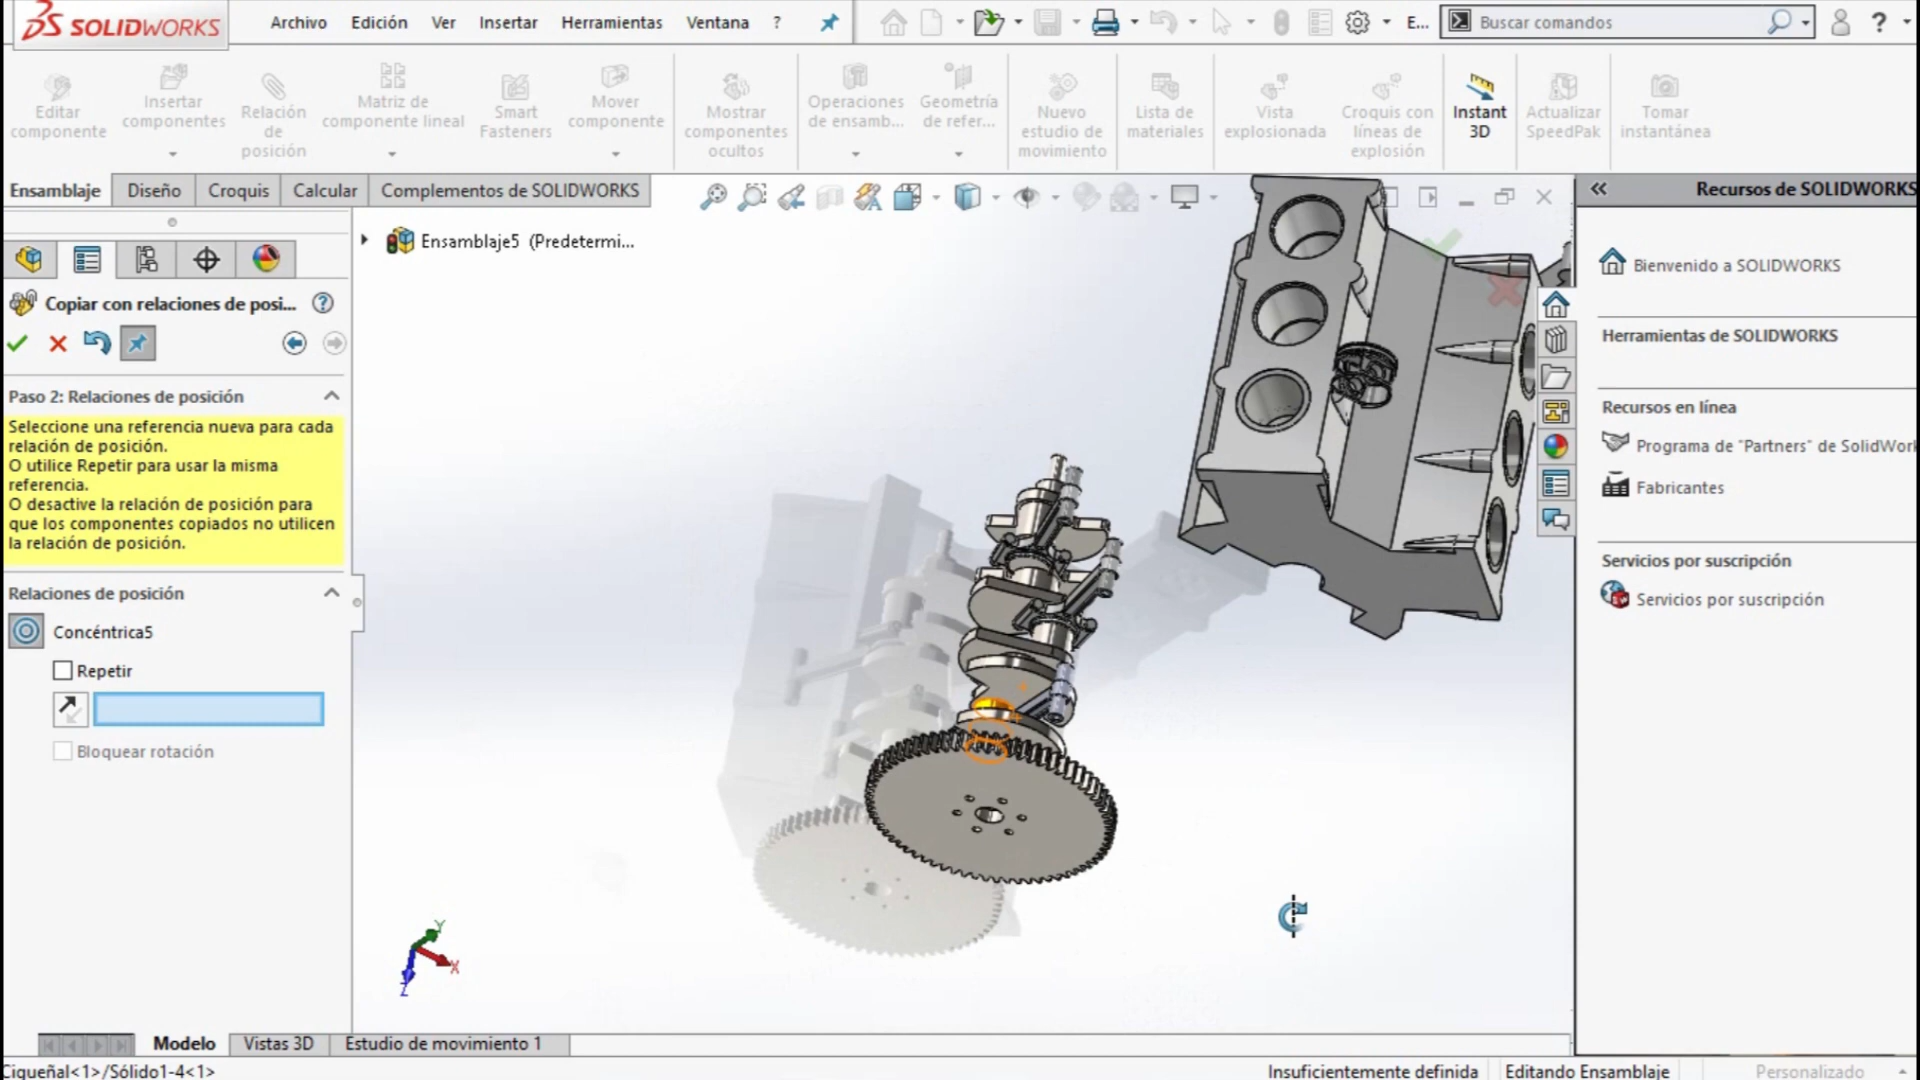 SOLIDWORKS
Archivo Edición Ver Insertar Herramientas Ventana ?
E... Buscar comandos ?
Editar componente
Insertar componentes
Relación de posición
Matriz de componente lineal
Smart Fasteners
Mover componente
Mostrar componentes ocultos
Operaciones de ensamb...
Geometría de refer...
Nuevo estudio de movimiento
Lista de materiales
Vista explosionada
Croquis con líneas de explosión
Instant 3D
Actualizar SpeedPak
Tomar instantánea
Ensamblaje Diseño Croquis Calcular Complementos de SOLIDWORKS
Recursos de SOLIDWORKS
Ensamblaje5 (Predetermi...
Copiar con relaciones de posi...
Paso 2: Relaciones de posición
Seleccione una referencia nueva para cada
relación de posición.
O utilice Repetir para usar la misma
referencia.
O desactive la relación de posición para
que los componentes copiados no utilicen
la relación de posición.
Relaciones de posición
Concéntrica5
Repetir
Bloquear rotación
Y
X
Z
Bienvenido a SOLIDWORKS
Herramientas de SOLIDWORKS
Recursos en línea
Programa de "Partners" de SolidWork
Fabricantes
Servicios por suscripción
Servicios por suscripción
Modelo Vistas 3D Estudio de movimiento 1
Cigueñal<1>/Sólido1-4<1>
Insuficientemente definida Editando Ensamblaje Personalizado